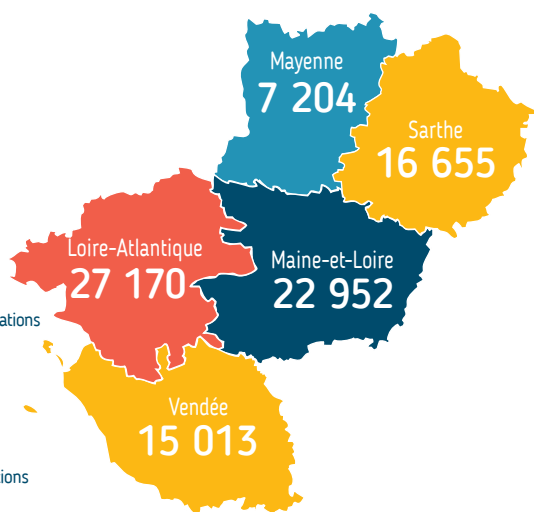 Mayenne
7 204
Sarthe
16 655
Loire-Atlantique
27 170
Maine-et-Loire
22 952
Vendée
15 013